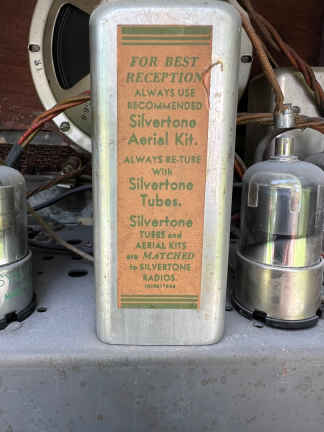 FOR BEST
RECEPTION
ALWAYS USE
RECOMMENDED
Silvertone
Aerial Kit.
ALWAYS RE-TUBE
With
Silvertone
Tubes.
Silvertone
TUBES and
AERIAL KITS
are MATCHED
to SILVERTONE
RADIOS.